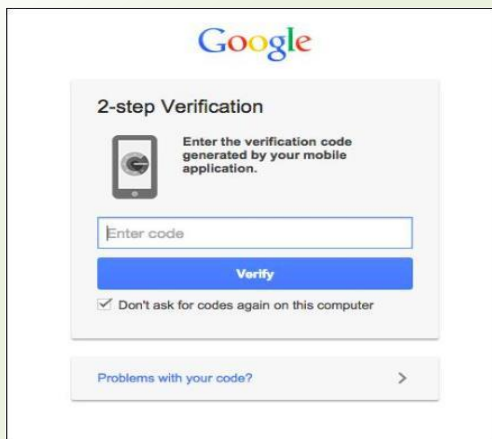 Google
2-step Verification
Enter the verification code
generated by your mobile
application.
Enter code
Verify
Don't ask for codes again on this computer
Problems with your code?